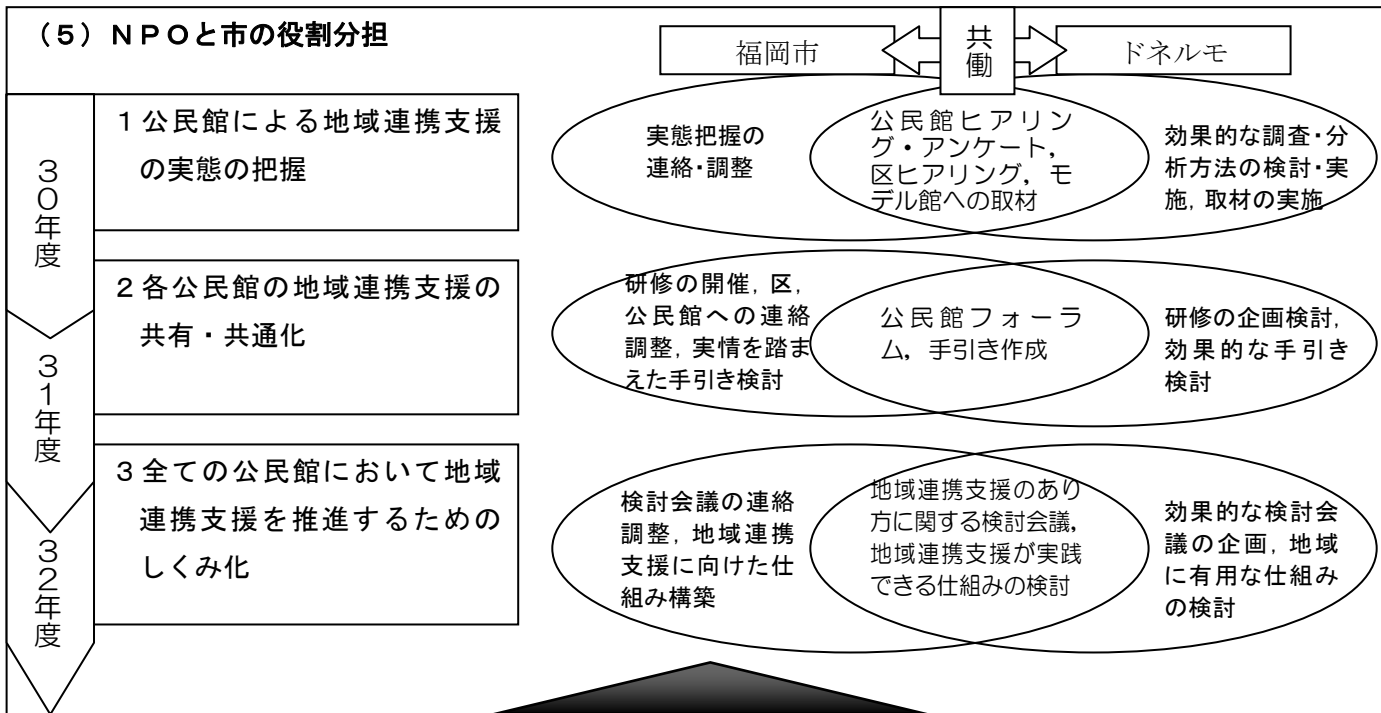 （５）ＮＰＯと市の役割分担
福岡市
共働
ドネルモ
３０年度
３１年度
３２年度
１公民館による地域連携支援
の実態の把握
実態把握の
連絡・調整
公民館ヒアリン
グ・アンケート，
区ヒアリング，モ
デル館への取材
効果的な調査・分
析方法の検討・実
施，取材の実施
２各公民館の地域連携支援の
共有・共通化
研修の開催，区，
公民館への連絡
調整，実情を踏ま
えた手引き検討
公民館フォーラ
ム，手引き作成
研修の企画検討，
効果的な手引き
検討
３全ての公民館において地域
連携支援を推進するための
しくみ化
検討会議の連絡
調整，地域連携
支援に向けた仕
組み構築
地域連携支援のあり
方に関する検討会議，
地域連携支援が実践
できる仕組みの検討
効果的な検討会
議の企画，地域
に有用な仕組み
の検討